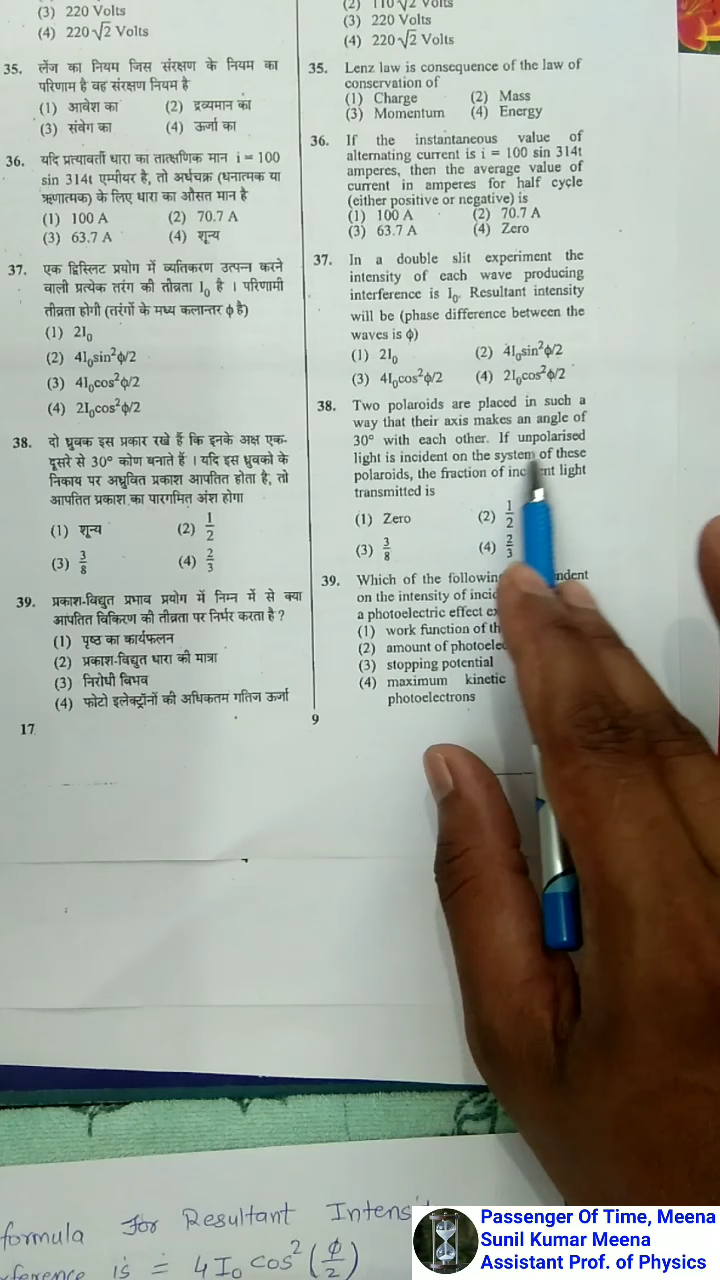 (3) 220 Volts
(4) 220√2 Volts
35. लेंज का नियम जिस संरक्षण के नियम का
परिणाम है वह संरक्षण नियम है
(1) आवेश का (2) द्रव्यमान का
(3) संवेग का (4) ऊर्जा का
36. यदि प्रत्यावर्ती धारा का तात्क्षणिक मान i = 100
sin 314t एम्पीयर है, तो अर्धचक्र (धनात्मक या
ऋणात्मक) के लिए धारा का औसत मान है
(1) 100 A (2) 70.7 A
(3) 63.7 A (4) शून्य
37. एक द्विस्लिट प्रयोग में व्यतिकरण उत्पन्न करने
वाली प्रत्येक तरंग की तीव्रता I₀ है । परिणामी
तीव्रता होगी (तरंगों के मध्य कलान्तर ϕ है)
(1) 2I₀
(2) 4I₀sin²ϕ/2
(3) 4I₀cos²ϕ/2
(4) 2I₀cos²ϕ/2
38. दो ध्रुवक इस प्रकार रखे हैं कि इनके अक्ष एक-
दूसरे से 30° कोण बनाते हैं । यदि इस ध्रुवको के
निकाय पर अध्रुवित प्रकाश आपतित होता है, तो
आपतित प्रकाश का पारगमित अंश होगा
(1) शून्य (2) 1/2
(3) 3/8 (4) 2/3
39. प्रकाश-विद्युत प्रभाव प्रयोग में निम्न में से क्या
आपतित विकिरण की तीव्रता पर निर्भर करता है ?
(1) पृष्ठ का कार्यफलन
(2) प्रकाश-विद्युत धारा की मात्रा
(3) निरोधी विभव
(4) फोटो इलेक्ट्रॉनों की अधिकतम गतिज ऊर्जा
17
(2) 110√2 Volts
(3) 220 Volts
(4) 220√2 Volts
35. Lenz law is consequence of the law of
conservation of
(1) Charge (2) Mass
(3) Momentum (4) Energy
36. If the instantaneous value of
alternating current is i = 100 sin 314t
amperes, then the average value of
current in amperes for half cycle
(either positive or negative) is
(1) 100 A (2) 70.7 A
(3) 63.7 A (4) Zero
37. In a double slit experiment the
intensity of each wave producing
interference is I₀. Resultant intensity
will be (phase difference between the
waves is ϕ)
(1) 2I₀ (2) 4I₀sin²ϕ/2
(3) 4I₀cos²ϕ/2 (4) 2I₀cos²ϕ/2
38. Two polaroids are placed in such a
way that their axis makes an angle of
30° with each other. If unpolarised
light is incident on the system of these
polaroids, the fraction of light
transmitted is
(1) Zero (2) 1/2
(3) 3/8 (4) 2/3
39. Which of the following
on the intensity of
a photoelectric effect
(1) work function of
(2) amount of
(3) stopping potential
(4) maximum kinetic
photoelectrons
9
formula for Resultant
is = 4I₀ cos² (ϕ/2)
Passenger Of Time, Meena
Sunil Kumar Meena
Assistant Prof. of Physics